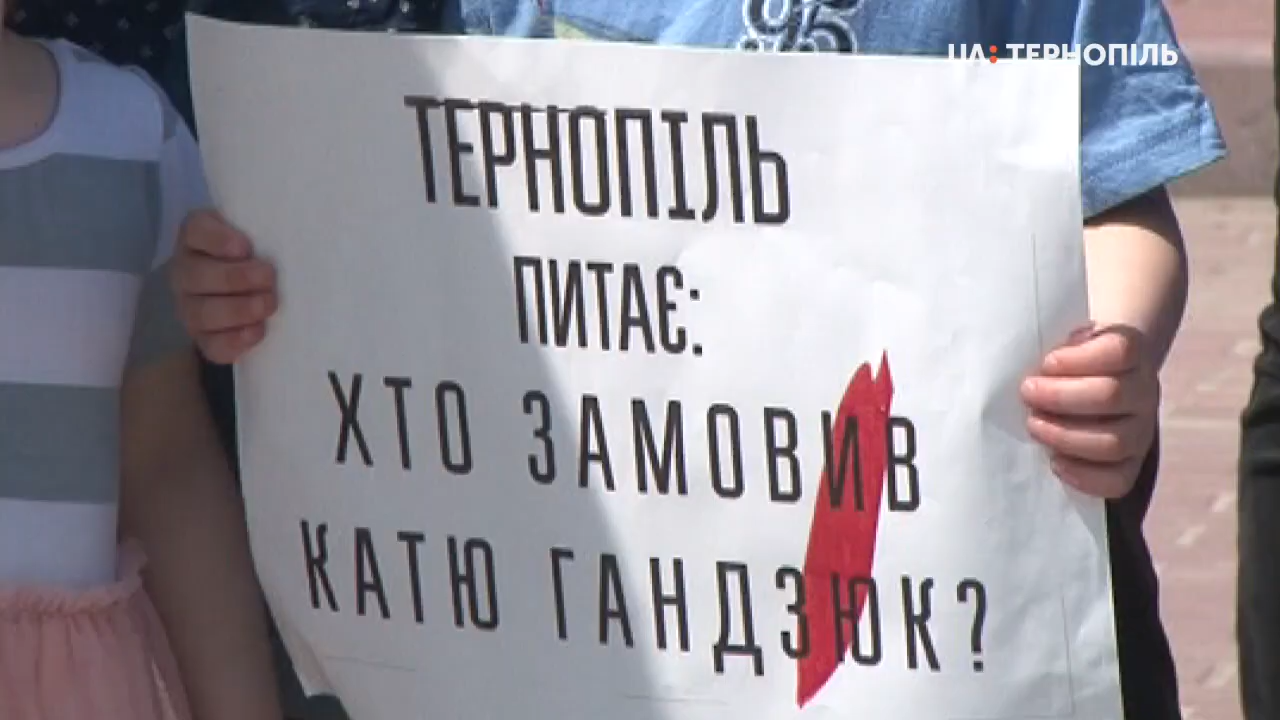 UA: ТЕРНОПІЛЬ
ТЕРНОПІЛЬ
ПИТАЄ:
ХТО ЗАМОВИВ
КАТЮ ГАНДЗЮК?